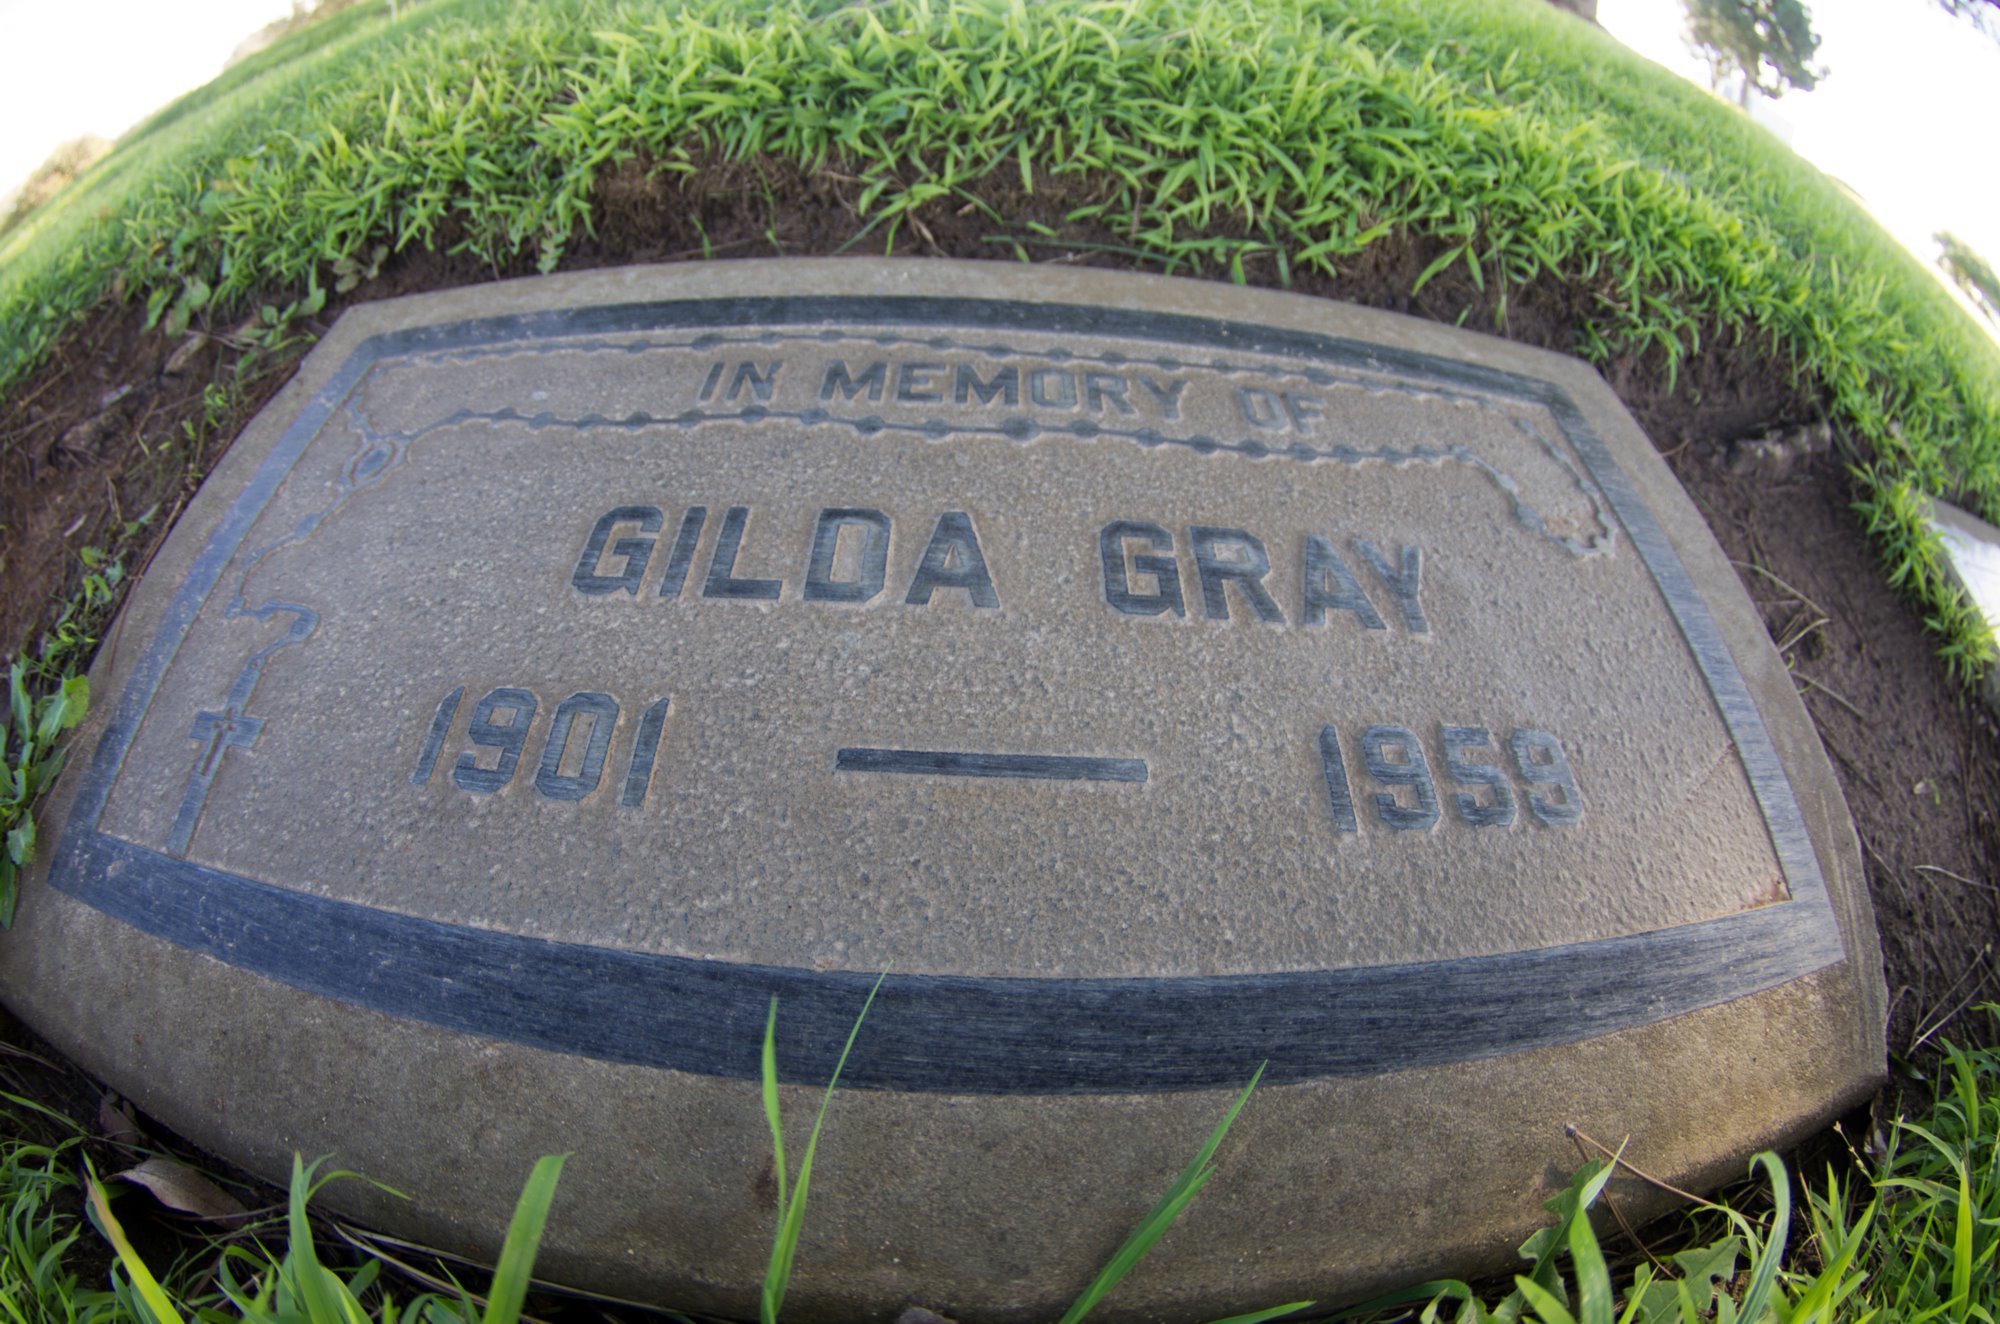 IN MEMORY OF
GILDA GRAY
1901 — 1959